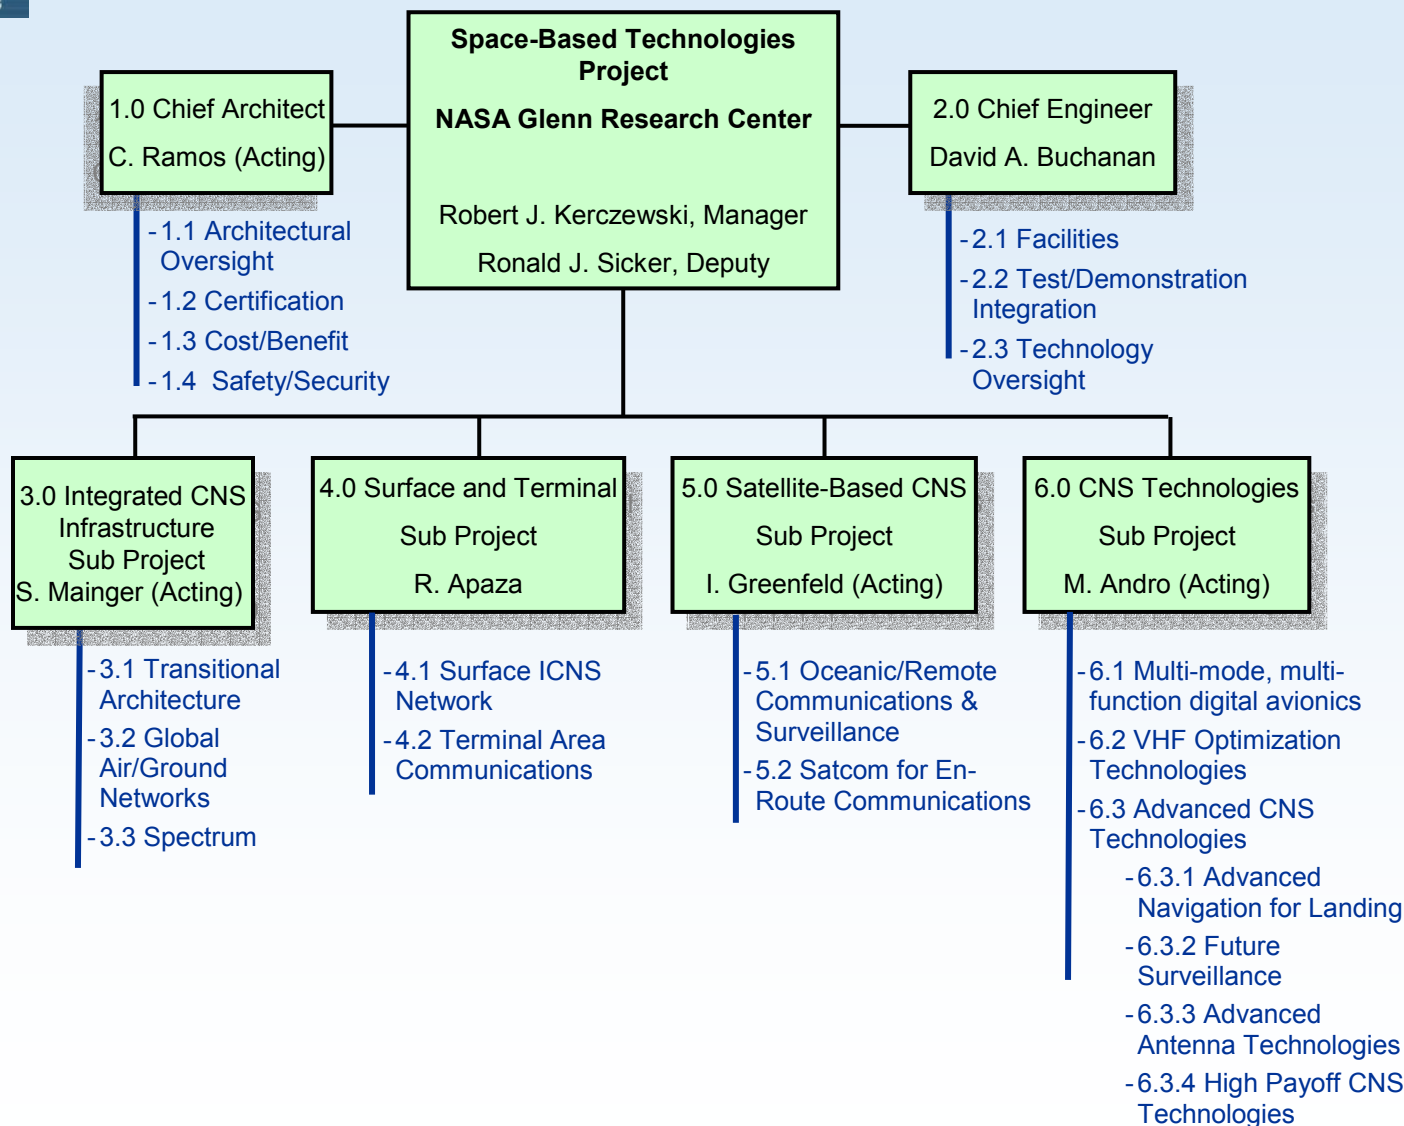 Space-Based Technologies
Project
NASA Glenn Research Center
Robert J. Kerczewski, Manager
Ronald J. Sicker, Deputy
1.0 Chief Architect
C. Ramos (Acting)
-1.1 Architectural
Oversight
-1.2 Certification
-1.3 Cost/Benefit
-1.4 Safety/Security
2.0 Chief Engineer
David A. Buchanan
-2.1 Facilities
-2.2 Test/Demonstration
Integration
-2.3 Technology
Oversight
3.0 Integrated CNS
Infrastructure
Sub Project
S. Mainger (Acting)
-3.1 Transitional
Architecture
-3.2 Global
Air/Ground
Networks
-3.3 Spectrum
4.0 Surface and Terminal
Sub Project
R. Apaza
-4.1 Surface ICNS
Network
-4.2 Terminal Area
Communications
5.0 Satellite-Based CNS
Sub Project
I. Greenfeld (Acting)
-5.1 Oceanic/Remote
Communications &
Surveillance
-5.2 Satcom for En-
Route Communications
6.0 CNS Technologies
Sub Project
M. Andro (Acting)
-6.1 Multi-mode, multi-
function digital avionics
-6.2 VHF Optimization
Technologies
-6.3 Advanced CNS
Technologies
-6.3.1 Advanced
Navigation for Landing
-6.3.2 Future
Surveillance
-6.3.3 Advanced
Antenna Technologies
-6.3.4 High Payoff CNS
Technologies